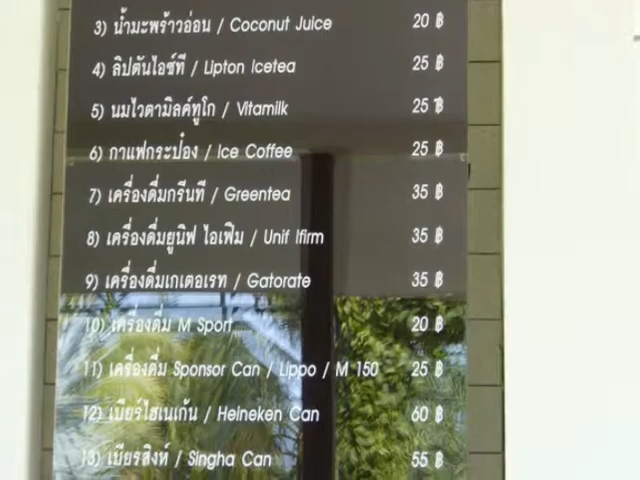 3) น้ำมะพร้าวอ่อน / Coconut Juice 20 ฿
4) ลิปตันไอซ์ที / Lipton Icetea 25 ฿
5) นมไวตามิลค์ทูโก / Vitamilk 25 ฿
6) กาแฟกระป๋อง / Ice Coffee 25 ฿
7) เครื่องดื่มกรีนที / Greentea 35 ฿
8) เครื่องดื่มยูนิฟ ไอเฟิม / Unif Ifirm 35 ฿
9) เครื่องดื่มเกเตอเรท / Gatorate 35 ฿
10) เครื่องดื่ม M Sport 20 ฿
11) เครื่องดื่ม Sponsor Can / Lippo / M 150 25 ฿
12) เบียร์ไฮเนเก้น / Heineken Can 60 ฿
13) เบียรสิงห์ / Singha Can 55 ฿